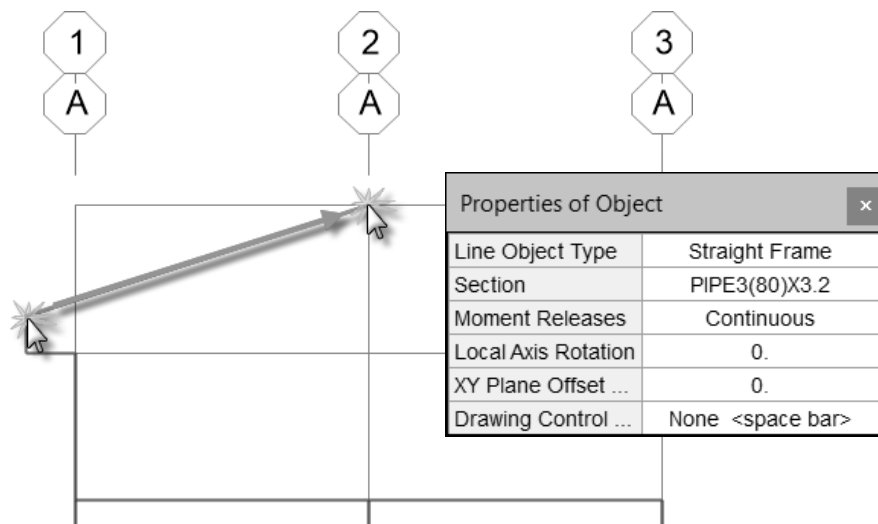 1 2 3
A A A
Properties of Object ×
Line Object Type Straight Frame
Section PIPE3(80)X3.2
Moment Releases Continuous
Local Axis Rotation 0.
XY Plane Offset ... 0.
Drawing Control ... None <space bar>